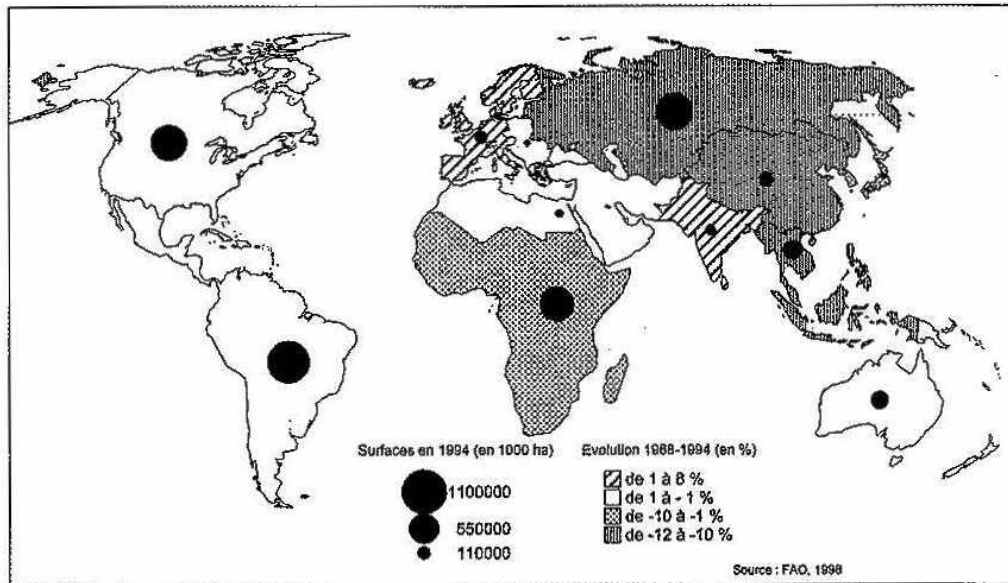 Surfaces en 1994 (en 1000 ha)
1100000
550000
110000
Evolution 1968-1994 (en %)
de 1 à 8 %
de 1 à - 1 %
de -10 à -1 %
de -12 à -10 %
Source : FAO, 1998